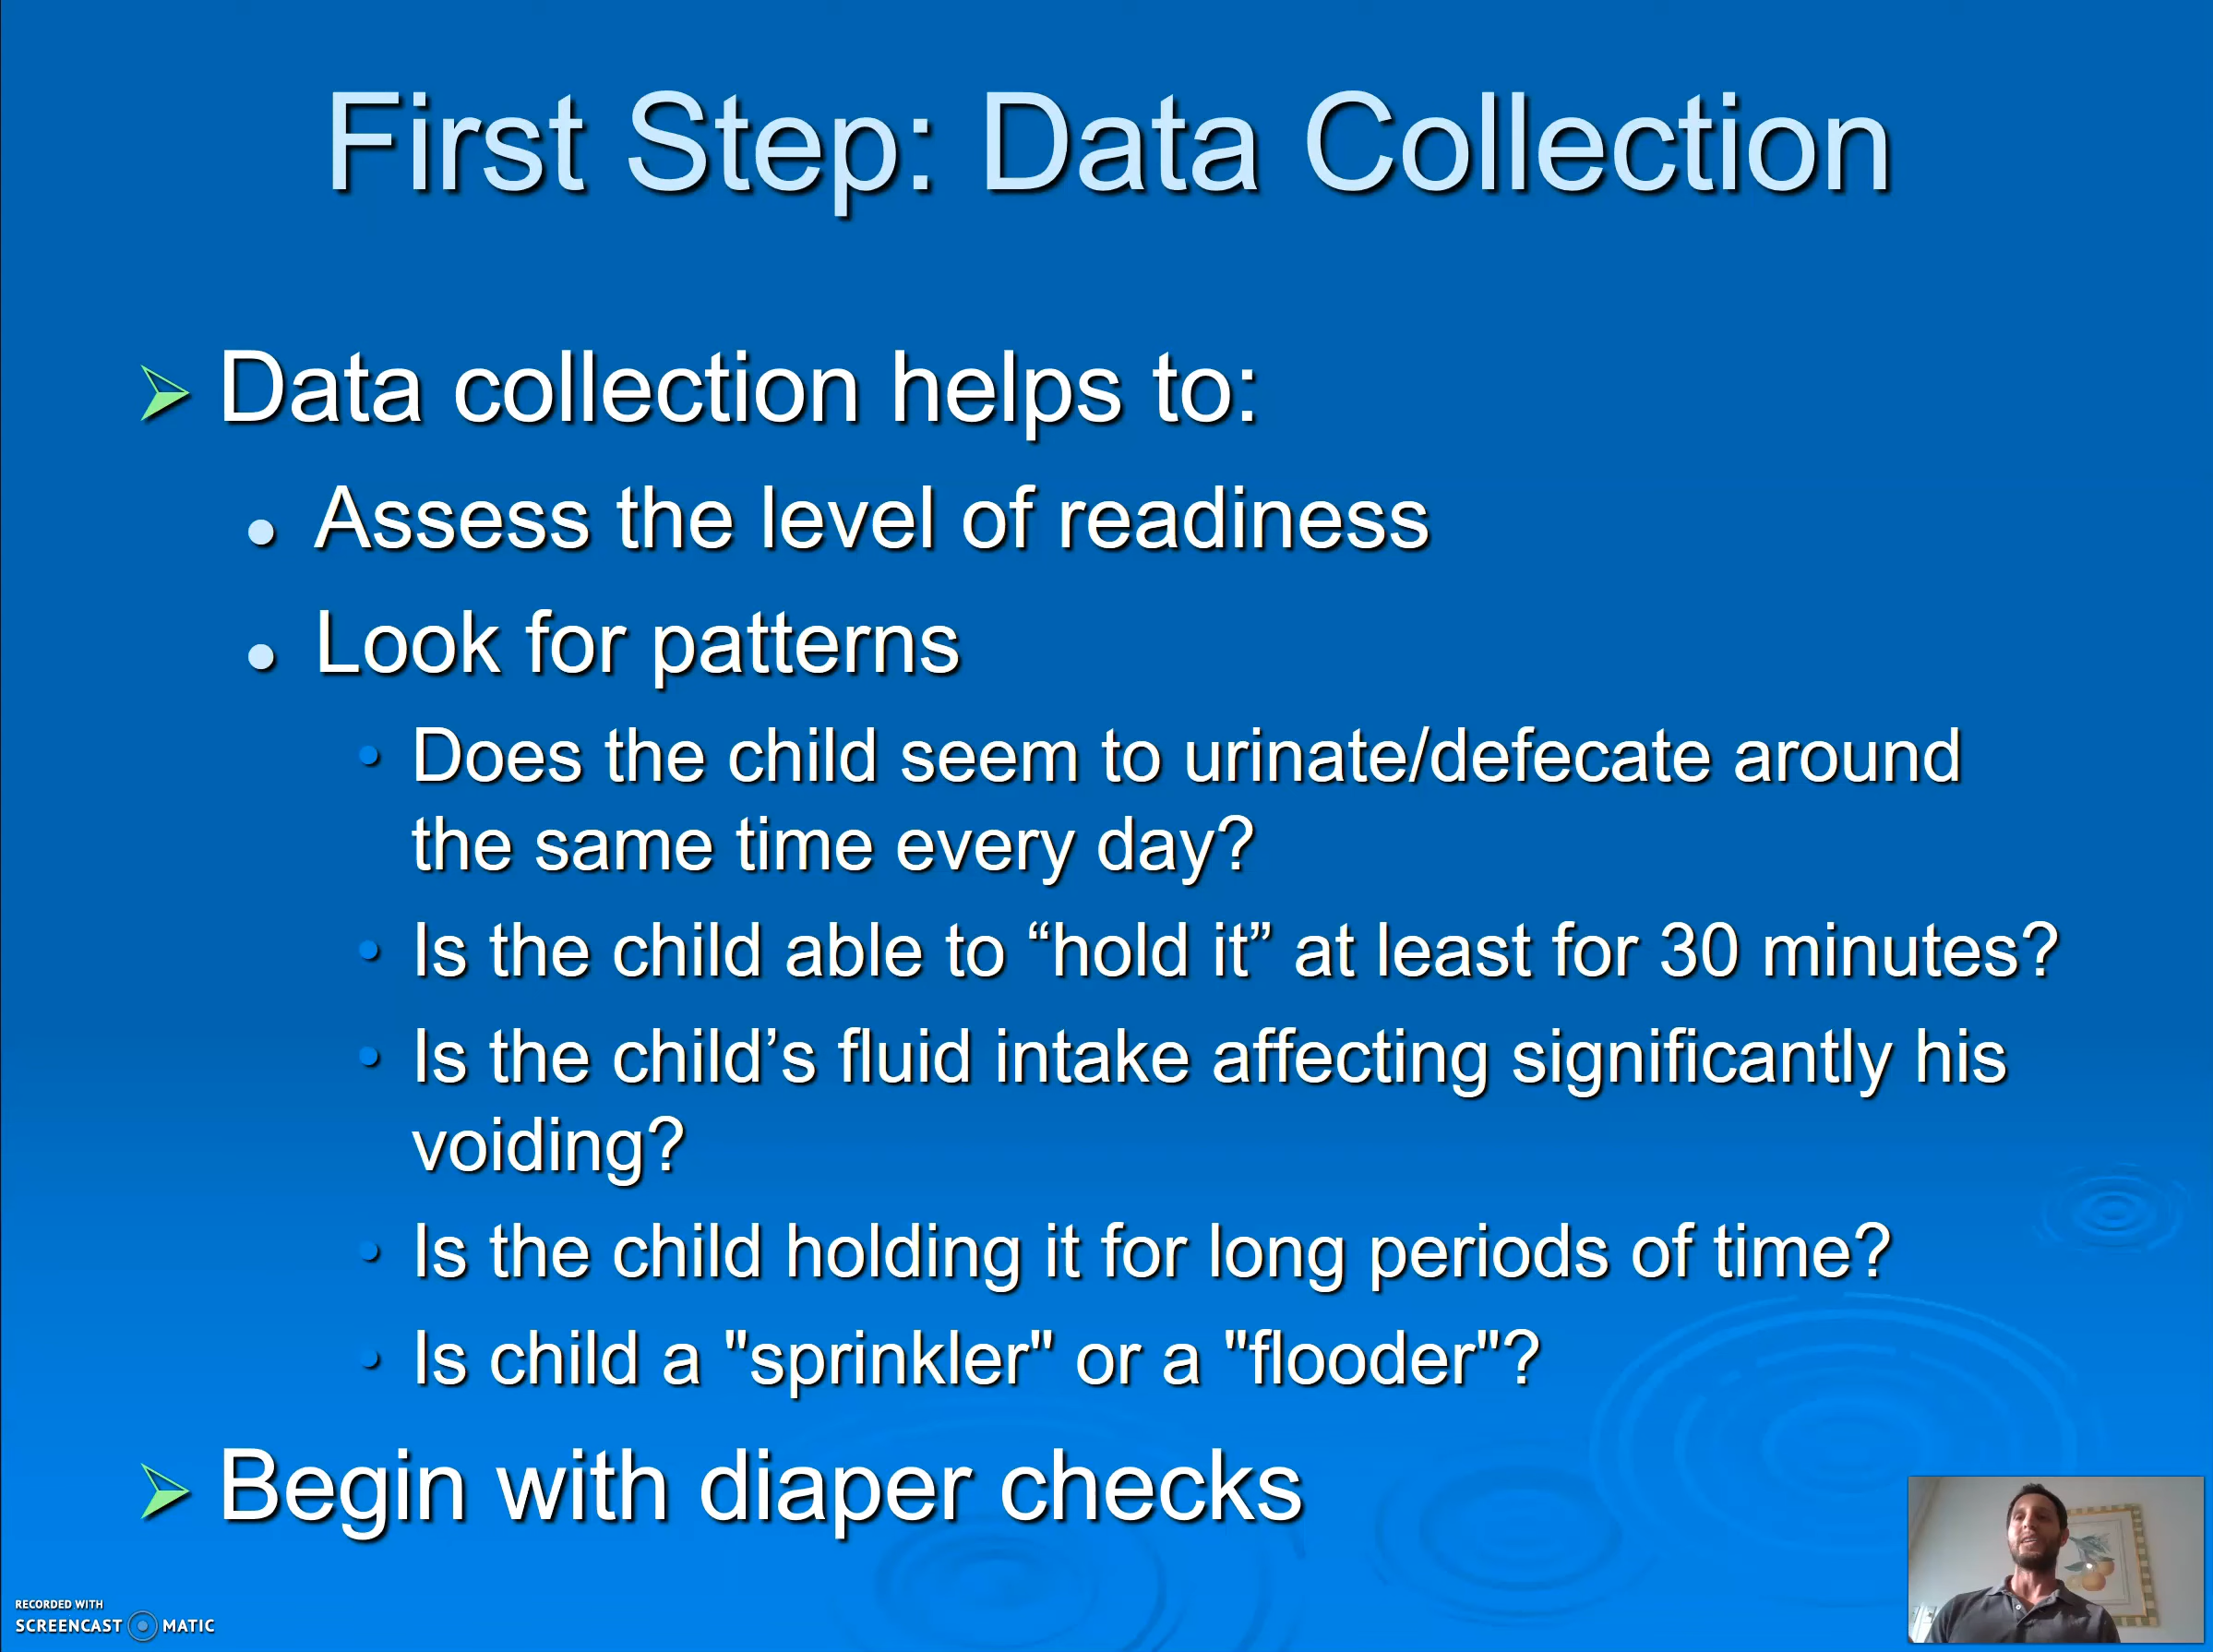 First Step: Data Collection
Data collection helps to:
Assess the level of readiness
Look for patterns
Does the child seem to urinate/defecate around
the same time every day?
Is the child able to “hold it” at least for 30 minutes?
Is the child’s fluid intake affecting significantly his
voiding?
Is the child holding it for long periods of time?
Is child a "sprinkler" or a "flooder"?
Begin with diaper checks
RECORDED WITH
SCREENCAST MATIC